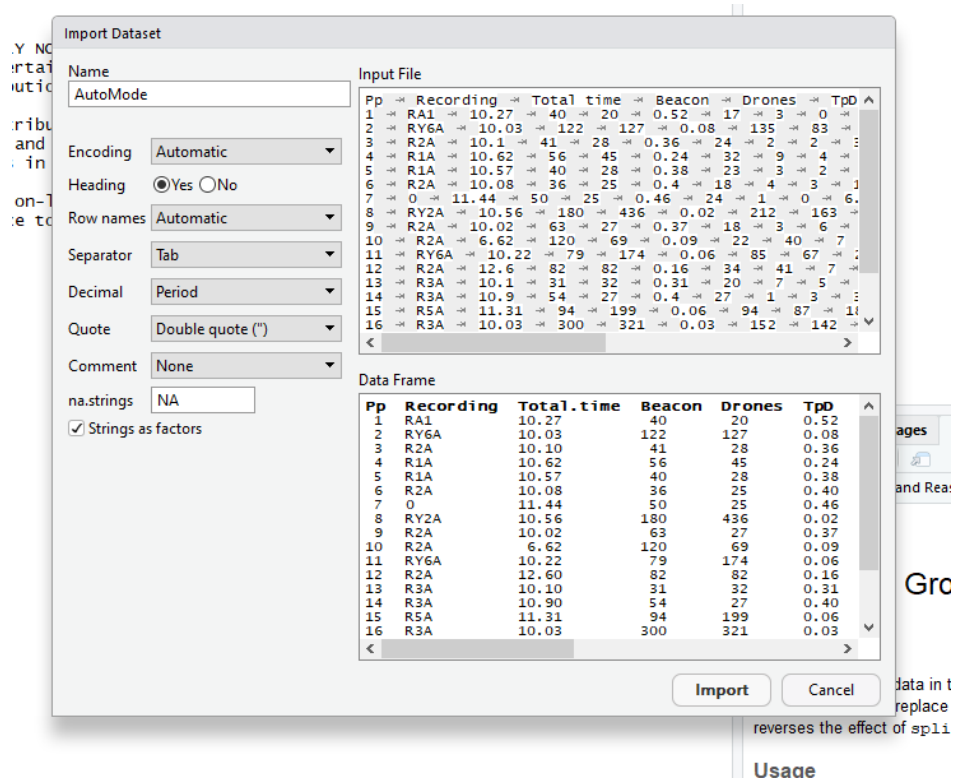 Import Dataset
Y NO
ertai
outio
tribu
and
s in
on-l
te to
Name
AutoMode
Encoding Automatic
Heading Yes No
Row names Automatic
Separator Tab
Decimal Period
Quote Double quote (")
Comment None
na.strings NA
Strings as factors
Input File
Pp ⇥ Recording ⇥ Total time ⇥ Beacon ⇥ Drones ⇥ TpD
1 ⇥ RA1 ⇥ 10.27 ⇥ 40 ⇥ 20 ⇥ 0.52 ⇥ 17 ⇥ 3 ⇥ 0 ⇥
2 ⇥ RY6A ⇥ 10.03 ⇥ 122 ⇥ 127 ⇥ 0.08 ⇥ 135 ⇥ 83 ⇥
3 ⇥ R2A ⇥ 10.1 ⇥ 41 ⇥ 28 ⇥ 0.36 ⇥ 24 ⇥ 2 ⇥ 2 ⇥
4 ⇥ R1A ⇥ 10.62 ⇥ 56 ⇥ 45 ⇥ 0.24 ⇥ 32 ⇥ 9 ⇥ 4 ⇥
5 ⇥ R1A ⇥ 10.57 ⇥ 40 ⇥ 28 ⇥ 0.38 ⇥ 23 ⇥ 3 ⇥ 2 ⇥
6 ⇥ R2A ⇥ 10.08 ⇥ 36 ⇥ 25 ⇥ 0.4 ⇥ 18 ⇥ 4 ⇥ 3 ⇥ 1
7 ⇥ 0 ⇥ 11.44 ⇥ 50 ⇥ 25 ⇥ 0.46 ⇥ 24 ⇥ 1 ⇥ 0 ⇥ 6.
8 ⇥ RY2A ⇥ 10.56 ⇥ 180 ⇥ 436 ⇥ 0.02 ⇥ 212 ⇥ 163 ⇥
9 ⇥ R2A ⇥ 10.02 ⇥ 63 ⇥ 27 ⇥ 0.37 ⇥ 18 ⇥ 3 ⇥ 6 ⇥
10 ⇥ R2A ⇥ 6.62 ⇥ 120 ⇥ 69 ⇥ 0.09 ⇥ 22 ⇥ 40 ⇥ 7
11 ⇥ RY6A ⇥ 10.22 ⇥ 79 ⇥ 174 ⇥ 0.06 ⇥ 85 ⇥ 67 ⇥
12 ⇥ R2A ⇥ 12.6 ⇥ 82 ⇥ 82 ⇥ 0.16 ⇥ 34 ⇥ 41 ⇥ 7 ⇥
13 ⇥ R3A ⇥ 10.1 ⇥ 31 ⇥ 32 ⇥ 0.31 ⇥ 20 ⇥ 7 ⇥ 5 ⇥
14 ⇥ R3A ⇥ 10.9 ⇥ 54 ⇥ 27 ⇥ 0.4 ⇥ 27 ⇥ 1 ⇥ 3 ⇥
15 ⇥ R5A ⇥ 11.31 ⇥ 94 ⇥ 199 ⇥ 0.06 ⇥ 94 ⇥ 87 ⇥ 18
16 ⇥ R3A ⇥ 10.03 ⇥ 300 ⇥ 321 ⇥ 0.03 ⇥ 152 ⇥ 142 ⇥
Data Frame
Pp Recording Total.time Beacon Drones TpD
1 RA1 10.27 40 20 0.52
2 RY6A 10.03 122 127 0.08
3 R2A 10.10 41 28 0.36
4 R1A 10.62 56 45 0.24
5 R1A 10.57 40 28 0.38
6 R2A 10.08 36 25 0.40
7 0 11.44 50 25 0.46
8 RY2A 10.56 180 436 0.02
9 R2A 10.02 63 27 0.37
10 R2A 6.62 120 69 0.09
11 RY6A 10.22 79 174 0.06
12 R2A 12.60 82 82 0.16
13 R3A 10.10 31 32 0.31
14 R3A 10.90 54 27 0.40
15 R5A 11.31 94 199 0.06
16 R3A 10.03 300 321 0.03
Import Cancel
ages
and Reas
Gro
data in t
replace
reverses the effect of spli
Usage